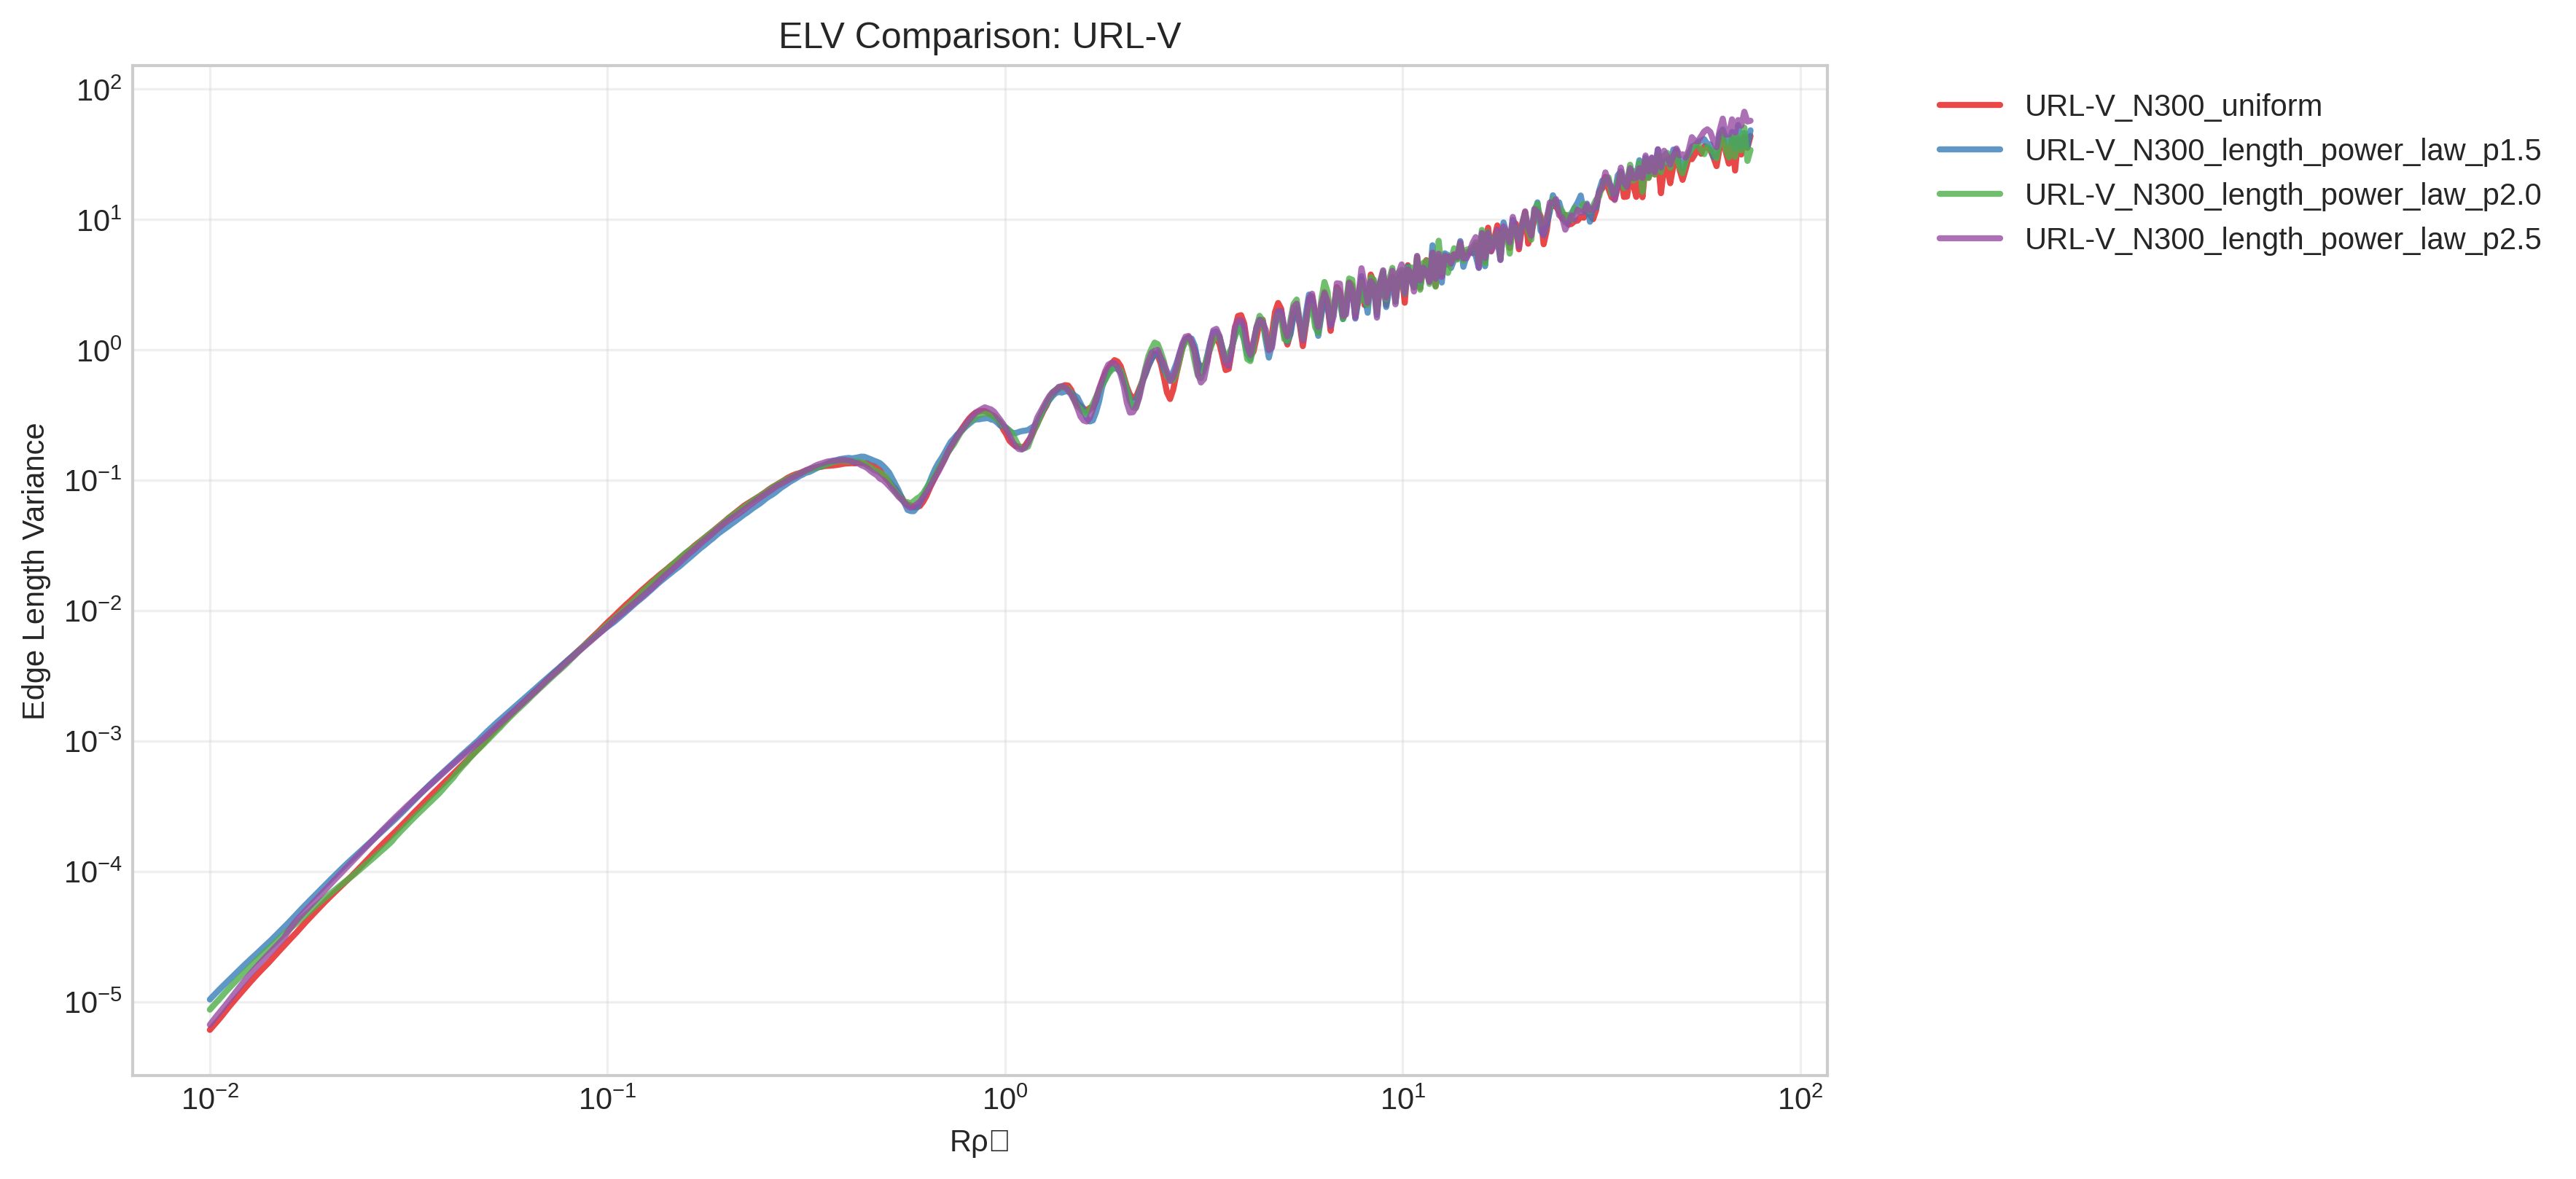 ELV Comparison: URL-V
Edge Length Variance
10²
10¹
10⁰
10⁻¹
10⁻²
10⁻³
10⁻⁴
10⁻⁵
10⁻²
10⁻¹
10⁰
10¹
10²
Rρ
URL-V_N300_uniform
URL-V_N300_length_power_law_p1.5
URL-V_N300_length_power_law_p2.0
URL-V_N300_length_power_law_p2.5